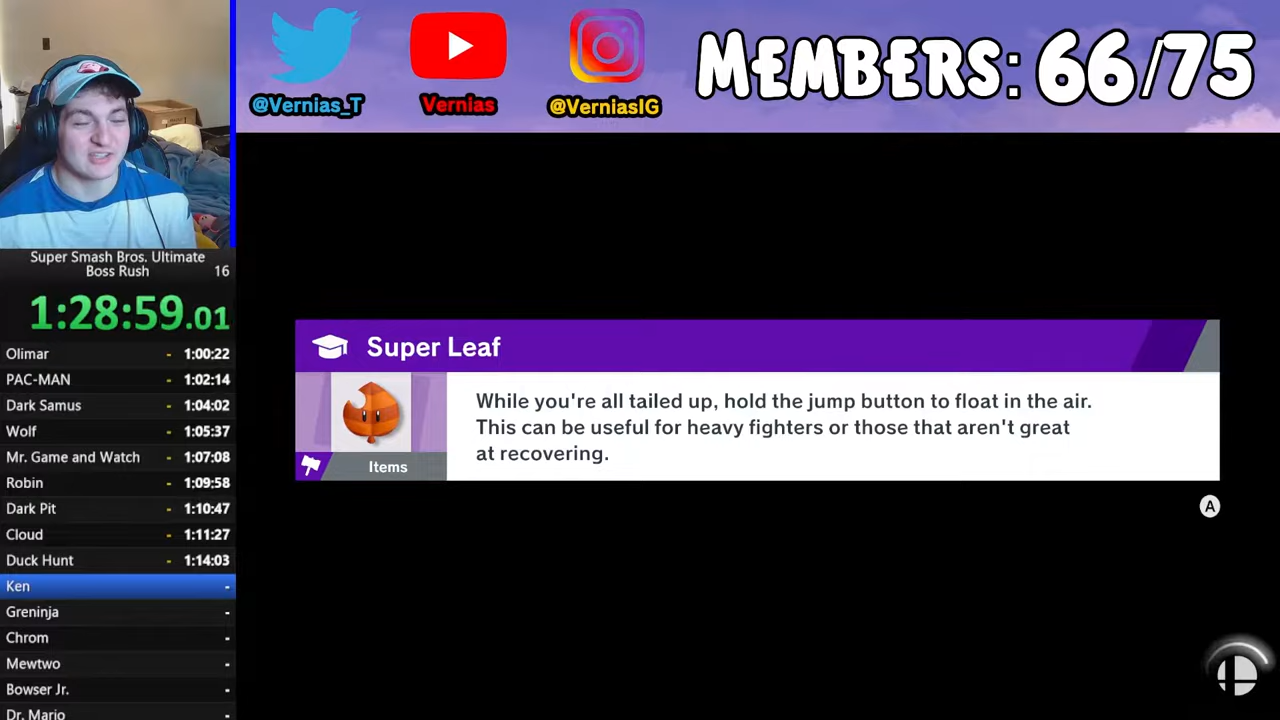 MEMBERS: 66/75
@Vernias_T
Vernias
@VerniasIG
Super Smash Bros. Ultimate
Boss Rush 16
1:28:59.01
Olimar - 1:00:22
PAC-MAN - 1:02:14
Dark Samus - 1:04:02
Wolf - 1:05:37
Mr. Game and Watch - 1:07:08
Robin - 1:09:58
Dark Pit - 1:10:47
Cloud - 1:11:27
Duck Hunt - 1:14:03
Ken -
Greninja -
Chrom -
Mewtwo -
Bowser Jr. -
Dr. Mario -
Super Leaf
While you're all tailed up, hold the jump button to float in the air.
This can be useful for heavy fighters or those that aren't great
at recovering.
Items
A